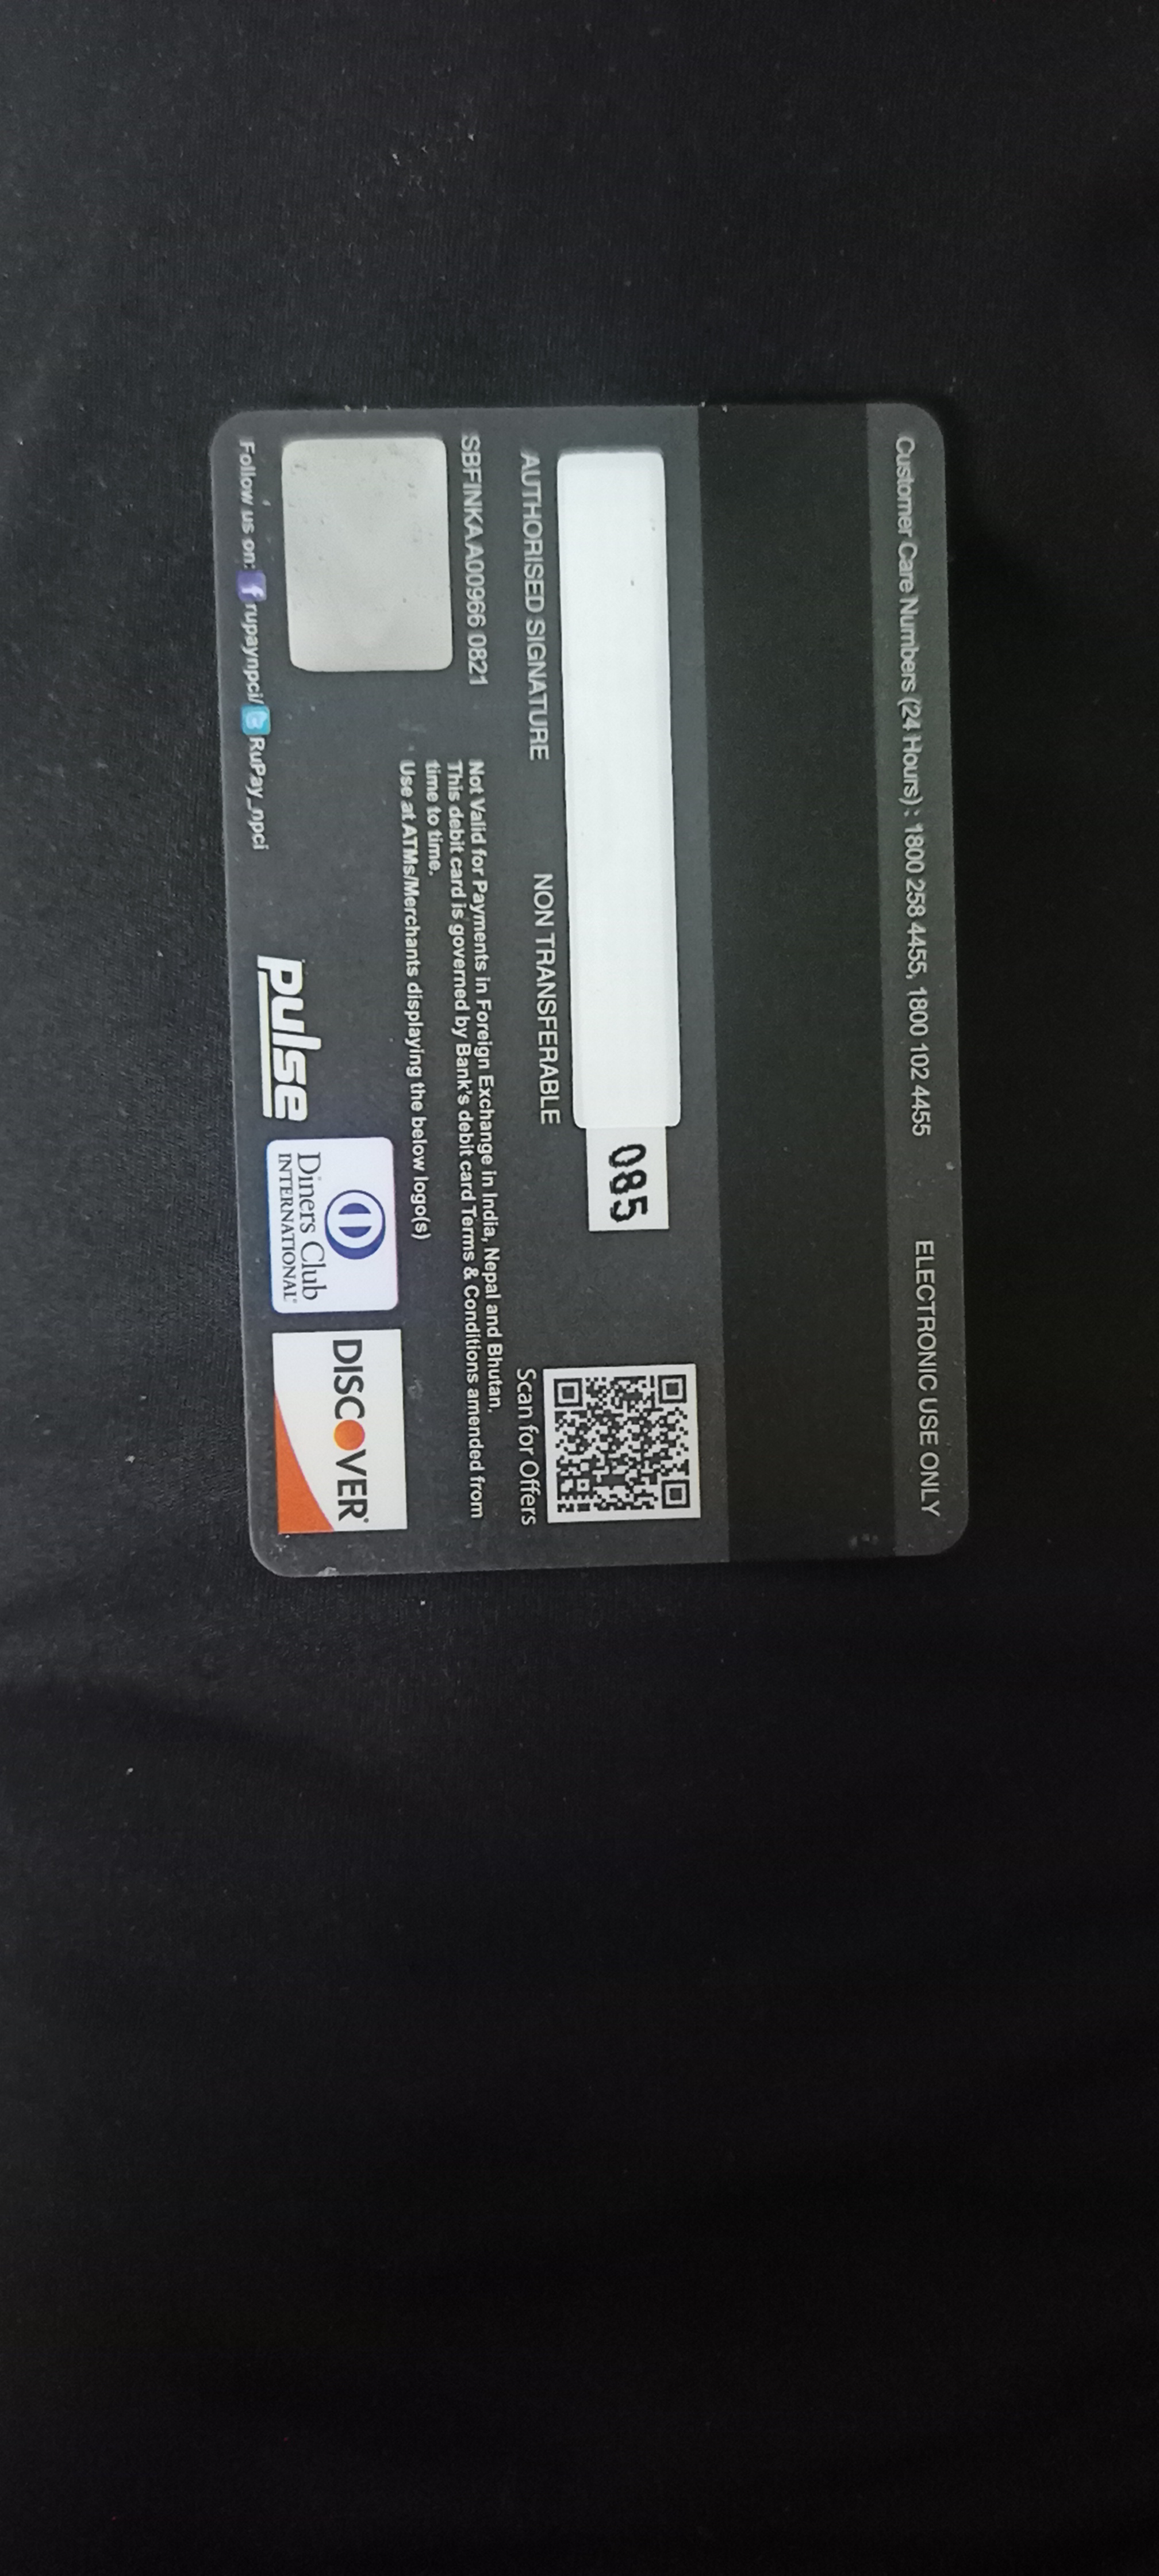 Customer Care Numbers (24 Hours) : 1800 258 4455, 1800 102 4455 ELECTRONIC USE ONLY
085
AUTHORISED SIGNATURE NON TRANSFERABLE
Scan for Offers
SBFINKAA00966 0821
Not Valid for Payments in Foreign Exchange in India, Nepal and Bhutan.
This debit card is governed by Bank's debit card Terms & Conditions amended from
time to time.
Use at ATMs/Merchants displaying the below logo(s)
Follow us on: f rupaynpci/ RuPay_npci
pulse
Diners Club
INTERNATIONAL®
DISCOVER®